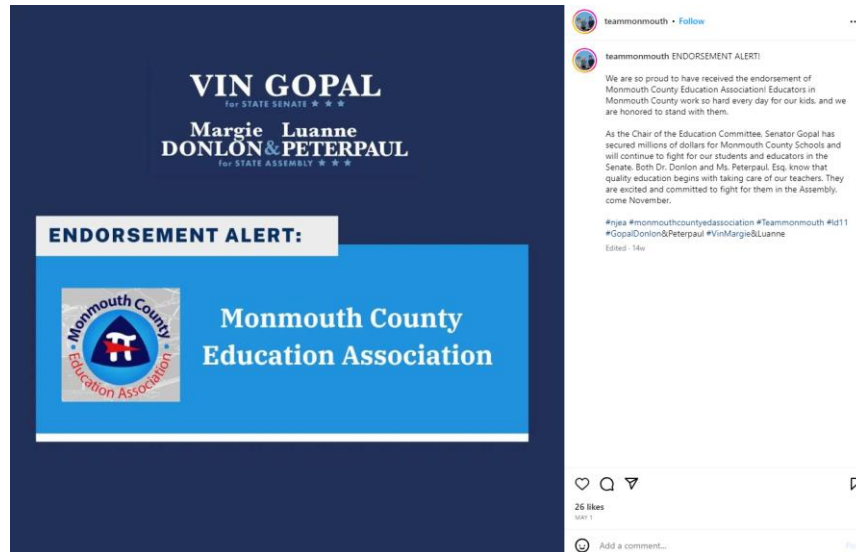 VIN GOPAL
for STATE SENATE ★ ★ ★
Margie Luanne
DONLON & PETERPAUL
for STATE ASSEMBLY ★ ★ ★
ENDORSEMENT ALERT:
Monmouth County
Education Association
Monmouth County
Education Association
teammonmouth • Follow
teammonmouth ENDORSEMENT ALERT!
We are so proud to have received the endorsement of
Monmouth County Education Association! Educators in
Monmouth County work so hard every day for our kids, and we
are honored to stand with them.
As the Chair of the Education Committee, Senator Gopal has
secured millions of dollars for Monmouth County Schools and
will continue to fight for our students and educators in the
Senate. Both Dr. Donlon and Ms. Peterpaul, Esq. know that
quality education begins with taking care of our teachers. They
are excited and committed to fight for them in the Assembly,
come November.
#njea #monmouthcountyedassociation #Teammonmouth #ld11
#GopalDonlon&Peterpaul #VinMargie&Luanne
Edited · 14w
26 likes
MAY 1
Add a comment...